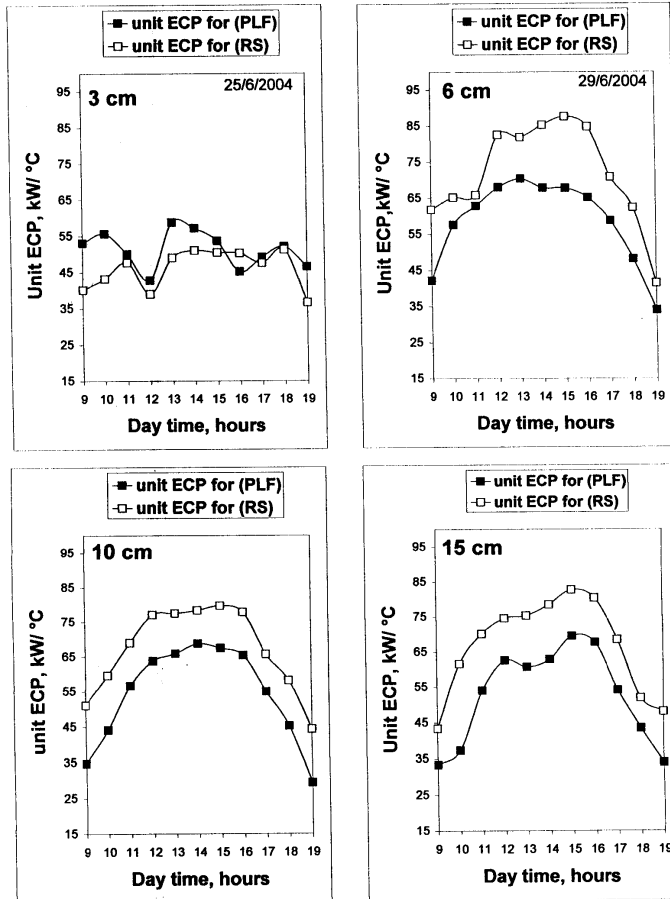 unit ECP for (PLF)
unit ECP for (RS)
3 cm
25/6/2004
Unit ECP, kW/ °C
95
85
75
65
55
45
35
25
15
9 10 11 12 13 14 15 16 17 18 19
Day time, hours
unit ECP for (PLF)
unit ECP for (RS)
6 cm
29/6/2004
Unit ECP,kW/ °C
95
85
75
65
55
45
35
25
15
9 10 11 12 13 14 15 16 17 18 19
Day time, hours
unit ECP for (PLF)
unit ECP for (RS)
10 cm
unit ECP, kW/ °C
95
85
75
65
55
45
35
25
15
9 10 11 12 13 14 15 16 17 18 19
Day time, hours
unit ECP for (PLF)
unit ECP for (RS)
15 cm
Unit ECP, kW/ °C
95
85
75
65
55
45
35
25
15
9 10 11 12 13 14 15 16 17 18 19
Day time, hours